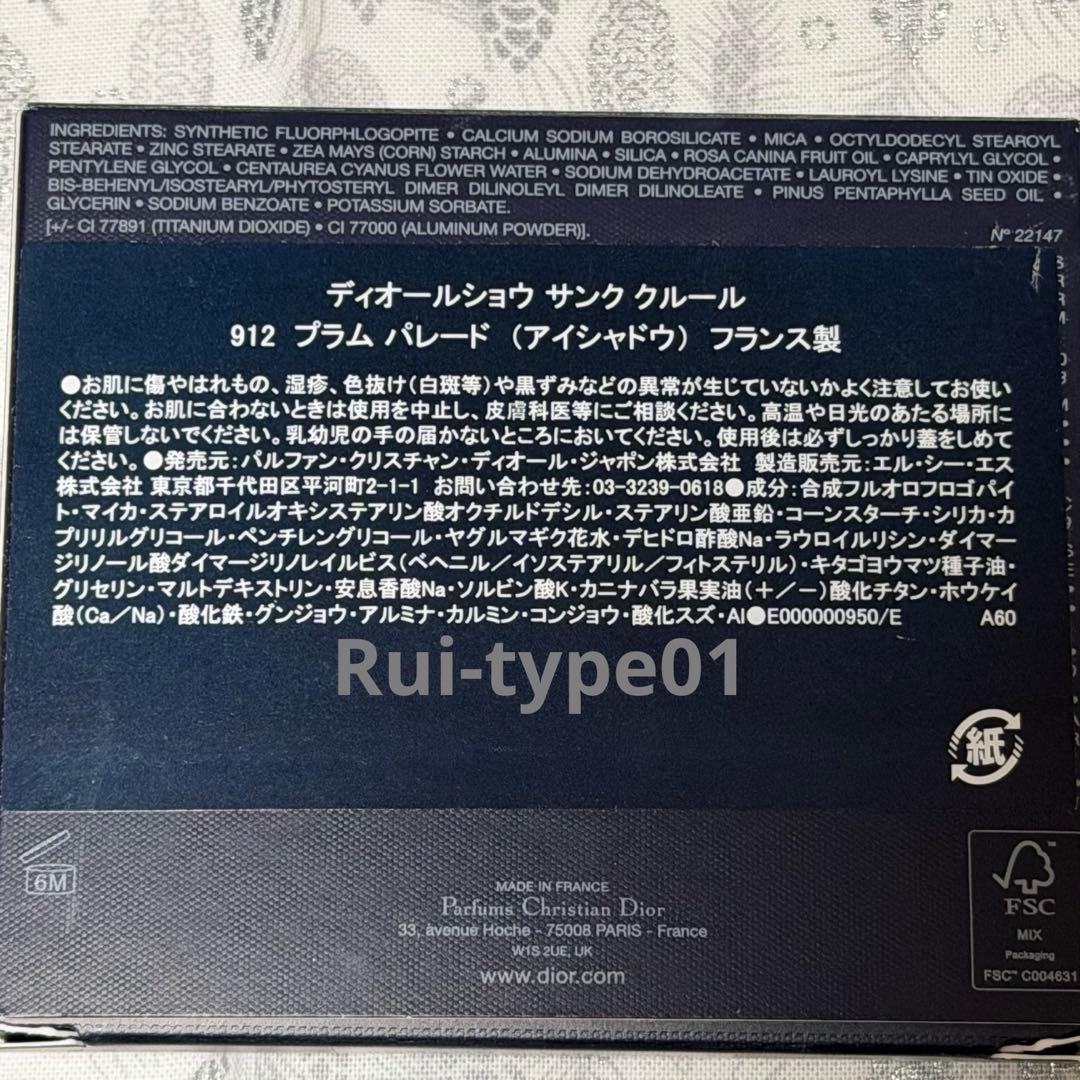 INGREDIENTS: SYNTHETIC FLUORPHLOGOPITE • CALCIUM SODIUM BOROSILICATE • MICA • OCTYLDODECYL STEAROYL
STEARATE • ZINC STEARATE • ZEA MAYS (CORN) STARCH • ALUMINA • SILICA • ROSA CANINA FRUIT OIL • CAPRYLYL GLYCOL •
PENTYLENE GLYCOL • CENTAUREA CYANUS FLOWER WATER • SODIUM DEHYDROACETATE • LAUROYL LYSINE • TIN OXIDE •
BIS-BEHENYL/ISOSTEARYL/PHYTOSTERYL DIMER DILINOLEYL DIMER DILINOLEATE • PINUS PENTAPHYLLA SEED OIL •
GLYCERIN • SODIUM BENZOATE • POTASSIUM SORBATE.
[+/- CI 77891 (TITANIUM DIOXIDE) • CI 77000 (ALUMINUM POWDER)].
N° 22147
ディオールショウ サンク クルール
912 プラム パレード (アイシャドウ) フランス製
●お肌に傷やはれもの、湿疹、色抜け(白斑等)や黒ずみなどの異常が生じていないかよく注意してお使い
ください。お肌に合わないときは使用を中止し、皮膚科医等にご相談ください。高温や日光のあたる場所に
は保管しないでください。乳幼児の手の届かないところにおいてください。使用後は必ずしっかり蓋をしめて
ください。●発売元:パルファン・クリスチャン・ディオール・ジャポン株式会社 製造販売元:エル・シー・エス
株式会社 東京都千代田区平河町2-1-1 お問い合わせ先:03-3239-0618●成分:合成フルオロフロゴパイ
ト・マイカ・ステアロイルオキシステアリン酸オクチルドデシル・ステアリン酸亜鉛・コーンスターチ・シリカ・カ
プリリルグリコール・ペンチレングリコール・ヤグルマギク花水・デヒドロ酢酸Na・ラウロイルリシン・ダイマー
ジリノール酸ダイマージリノレイルビス(ベヘニル/イソステアリル/フィトステリル)・キタゴヨウマツ種子油・
グリセリン・マルトデキストリン・安息香酸Na・ソルビン酸K・カニナバラ果実油(+/-)酸化チタン・ホウケイ
酸(Ca/Na)・酸化鉄・グンジョウ・アルミナ・カルミン・コンジョウ・酸化スズ・Al●E000000950/E A60
Rui-type01
紙
6M
MADE IN FRANCE
Parfums Christian Dior
33, avenue Hoche - 75008 PARIS - France
W1S 2UE, UK
www.dior.com
FSC™
MIX
Packaging
FSC™ C004631